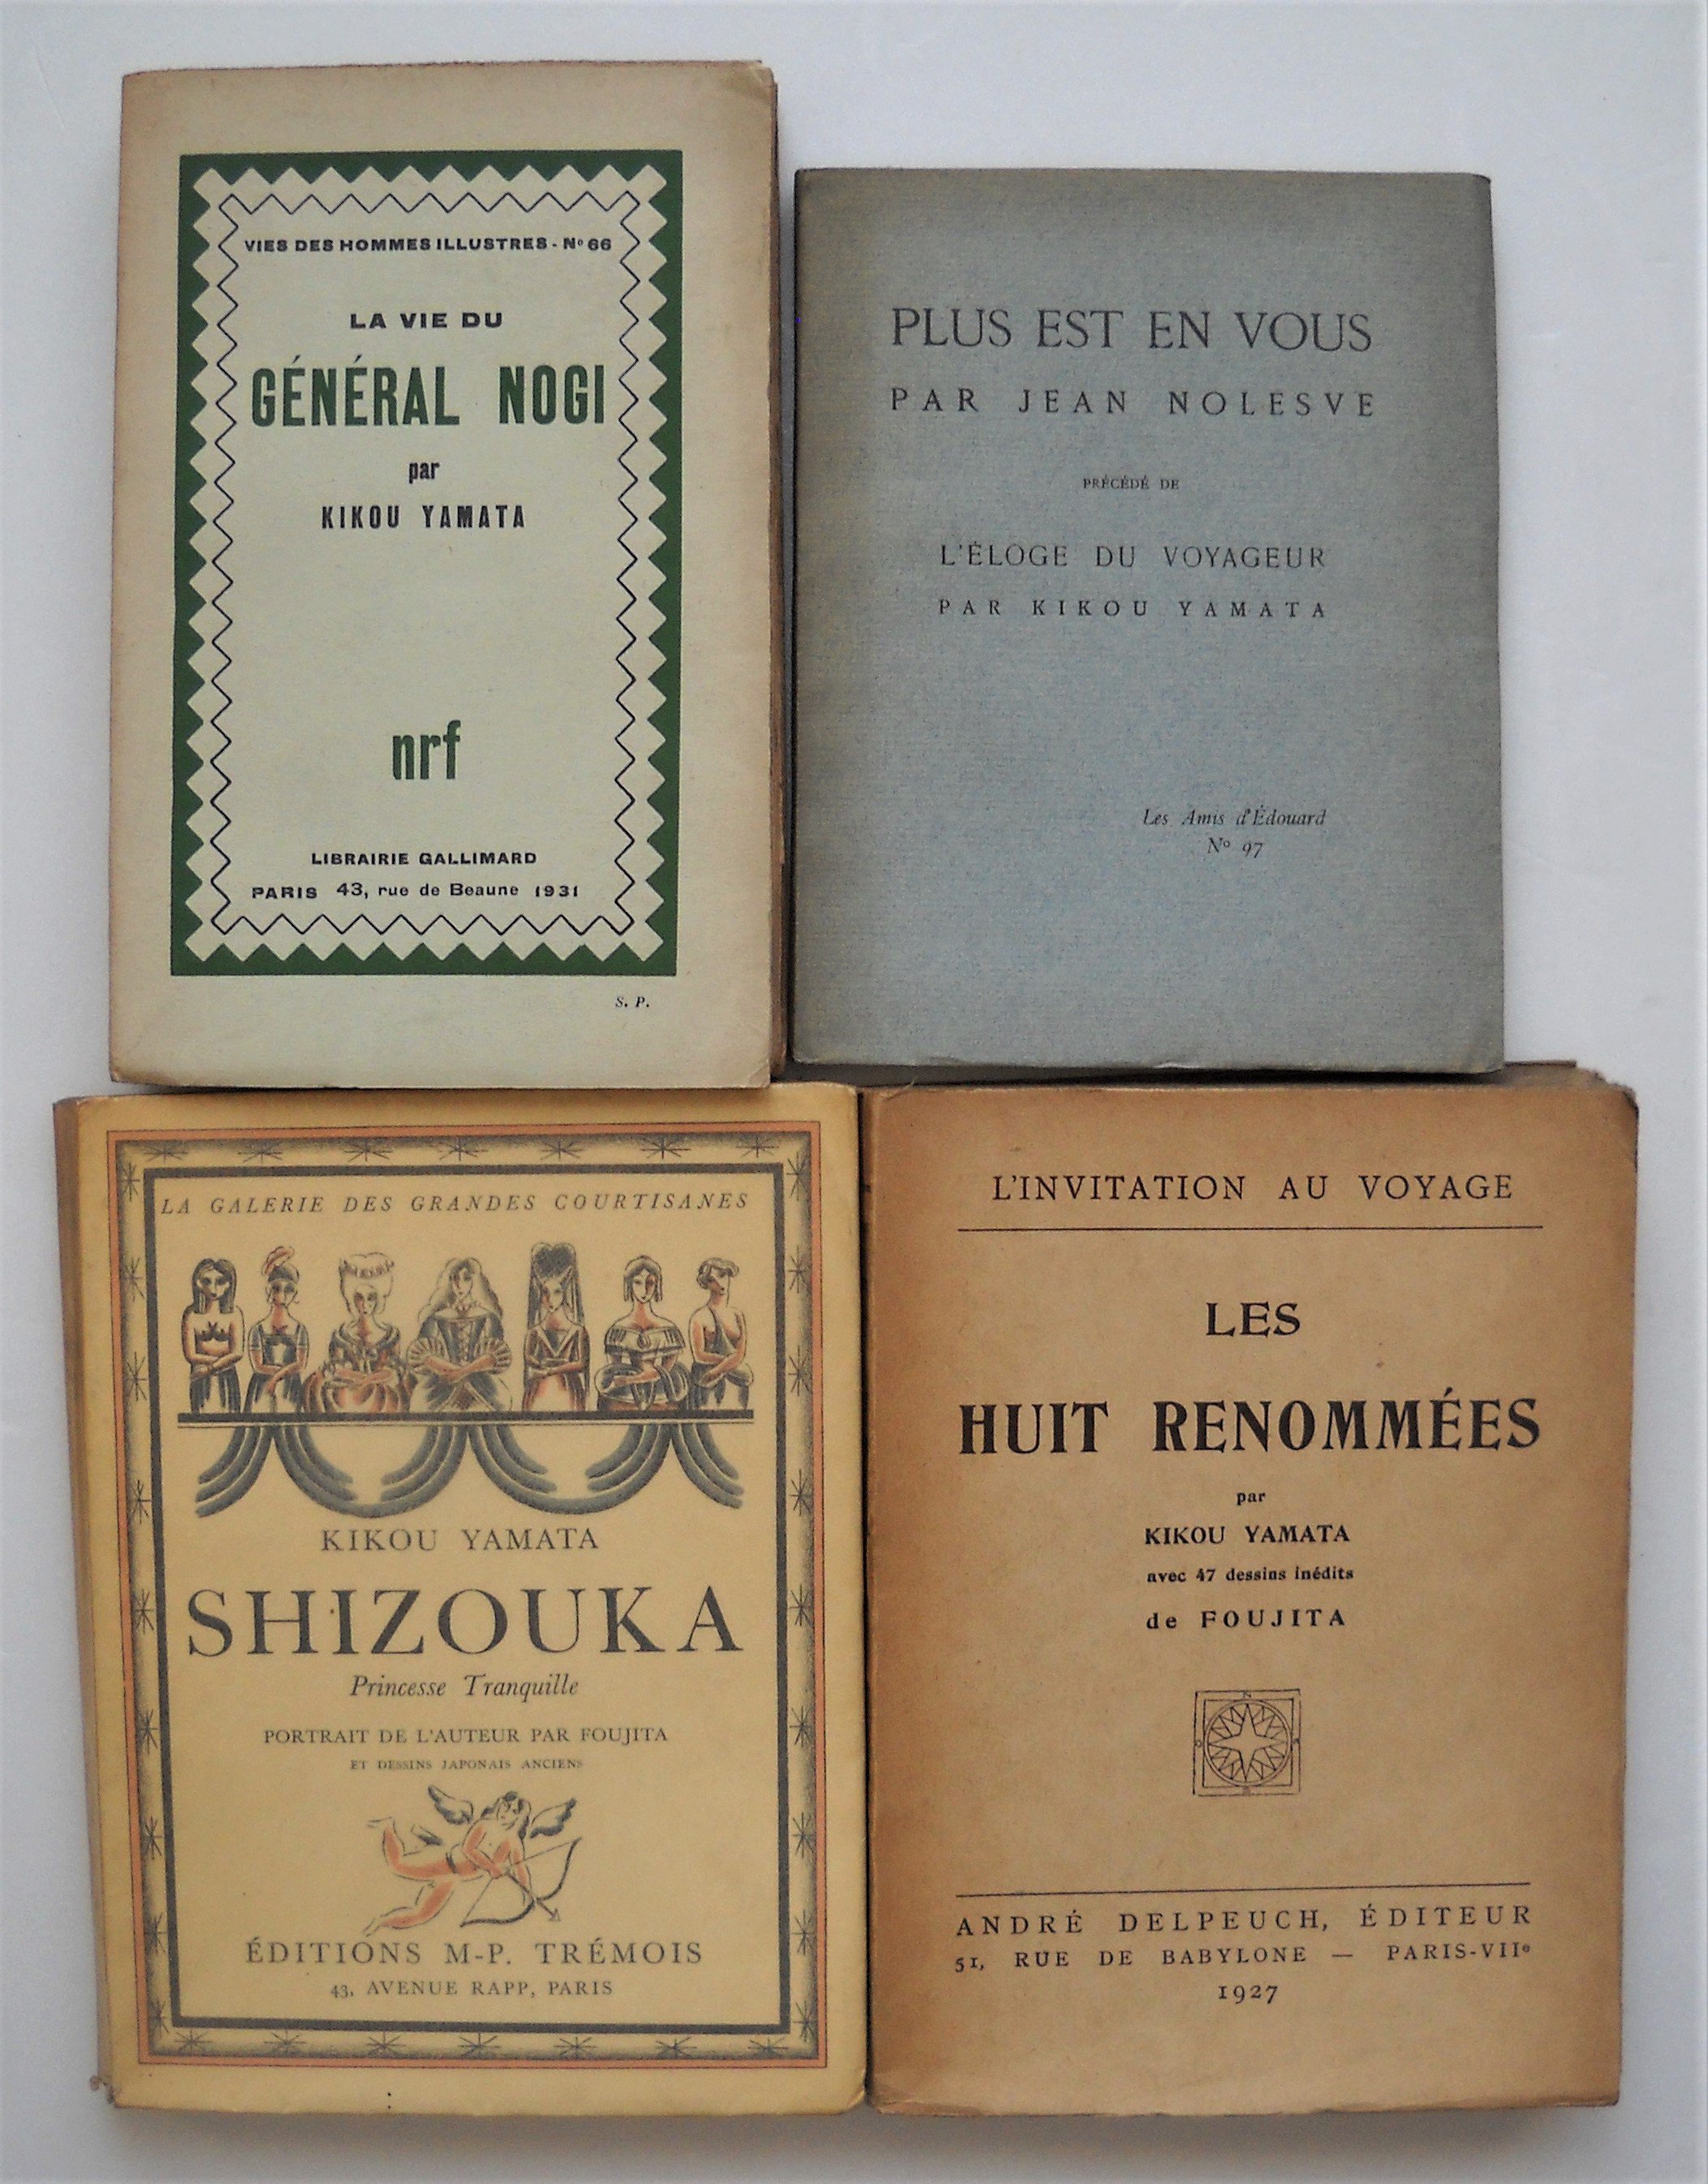 VIES DES HOMMES ILLUSTRES - Nº 66
LA VIE DU
GÉNÉRAL NOGI
par
KIKOU YAMATA
nrf
LIBRAIRIE GALLIMARD
PARIS 43, rue de Beaune 1931
S. P.
PLUS EST EN VOUS
PAR JEAN NOLESVE
PRÉCÉDÉ DE
L'ÉLOGE DU VOYAGEUR
PAR KIKOU YAMATA
Les Amis d'Édouard
Nº 97
LA GALERIE DES GRANDES COURTISANES
KIKOU YAMATA
SHIZOUKA
Princesse Tranquille
PORTRAIT DE L'AUTEUR PAR FOUJITA
ET DESSINS JAPONAIS ANCIENS
ÉDITIONS M-P. TRÉMOIS
43, AVENUE RAPP, PARIS
L'INVITATION AU VOYAGE
LES
HUIT RENOMMÉES
par
KIKOU YAMATA
avec 47 dessins inédits
de FOUJITA
ANDRÉ DELPEUCH, ÉDITEUR
51, RUE DE BABYLONE — PARIS-VIIe
1927